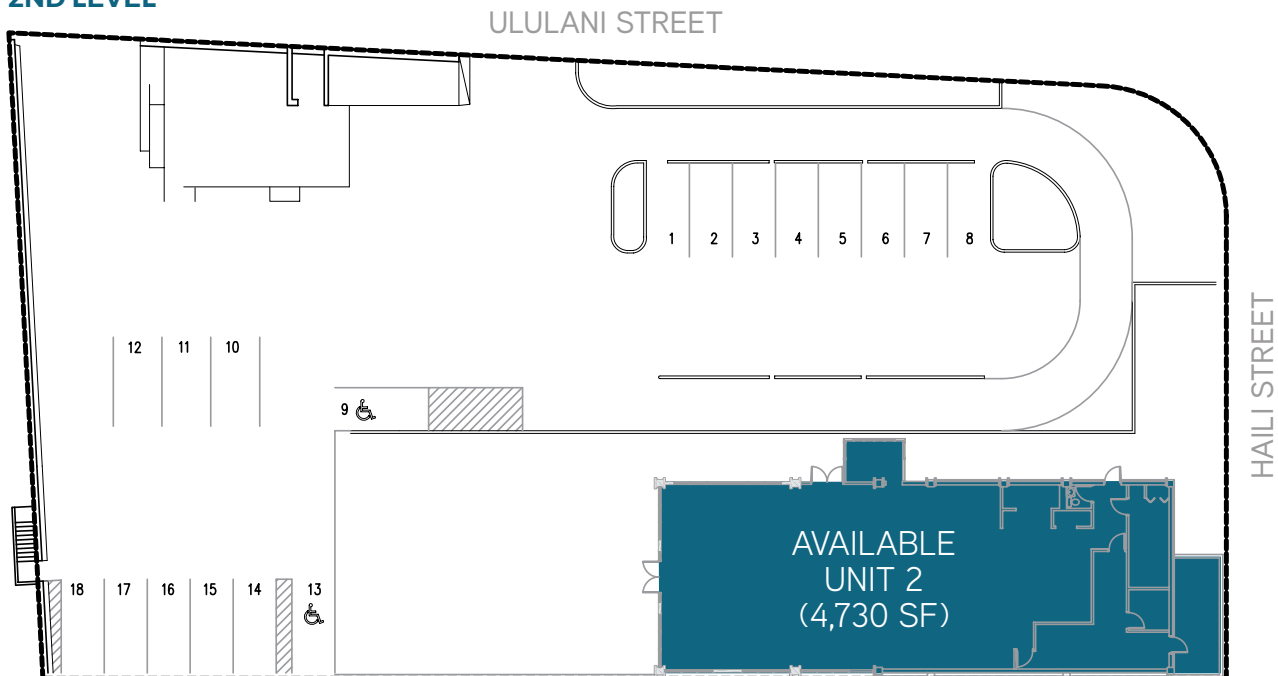 2ND LEVEL
ULULANI STREET
1 2 3 4 5 6 7 8
12 11 10
9
HAILI STREET
AVAILABLE
UNIT 2
(4,730 SF)
18 17 16 15 14 13